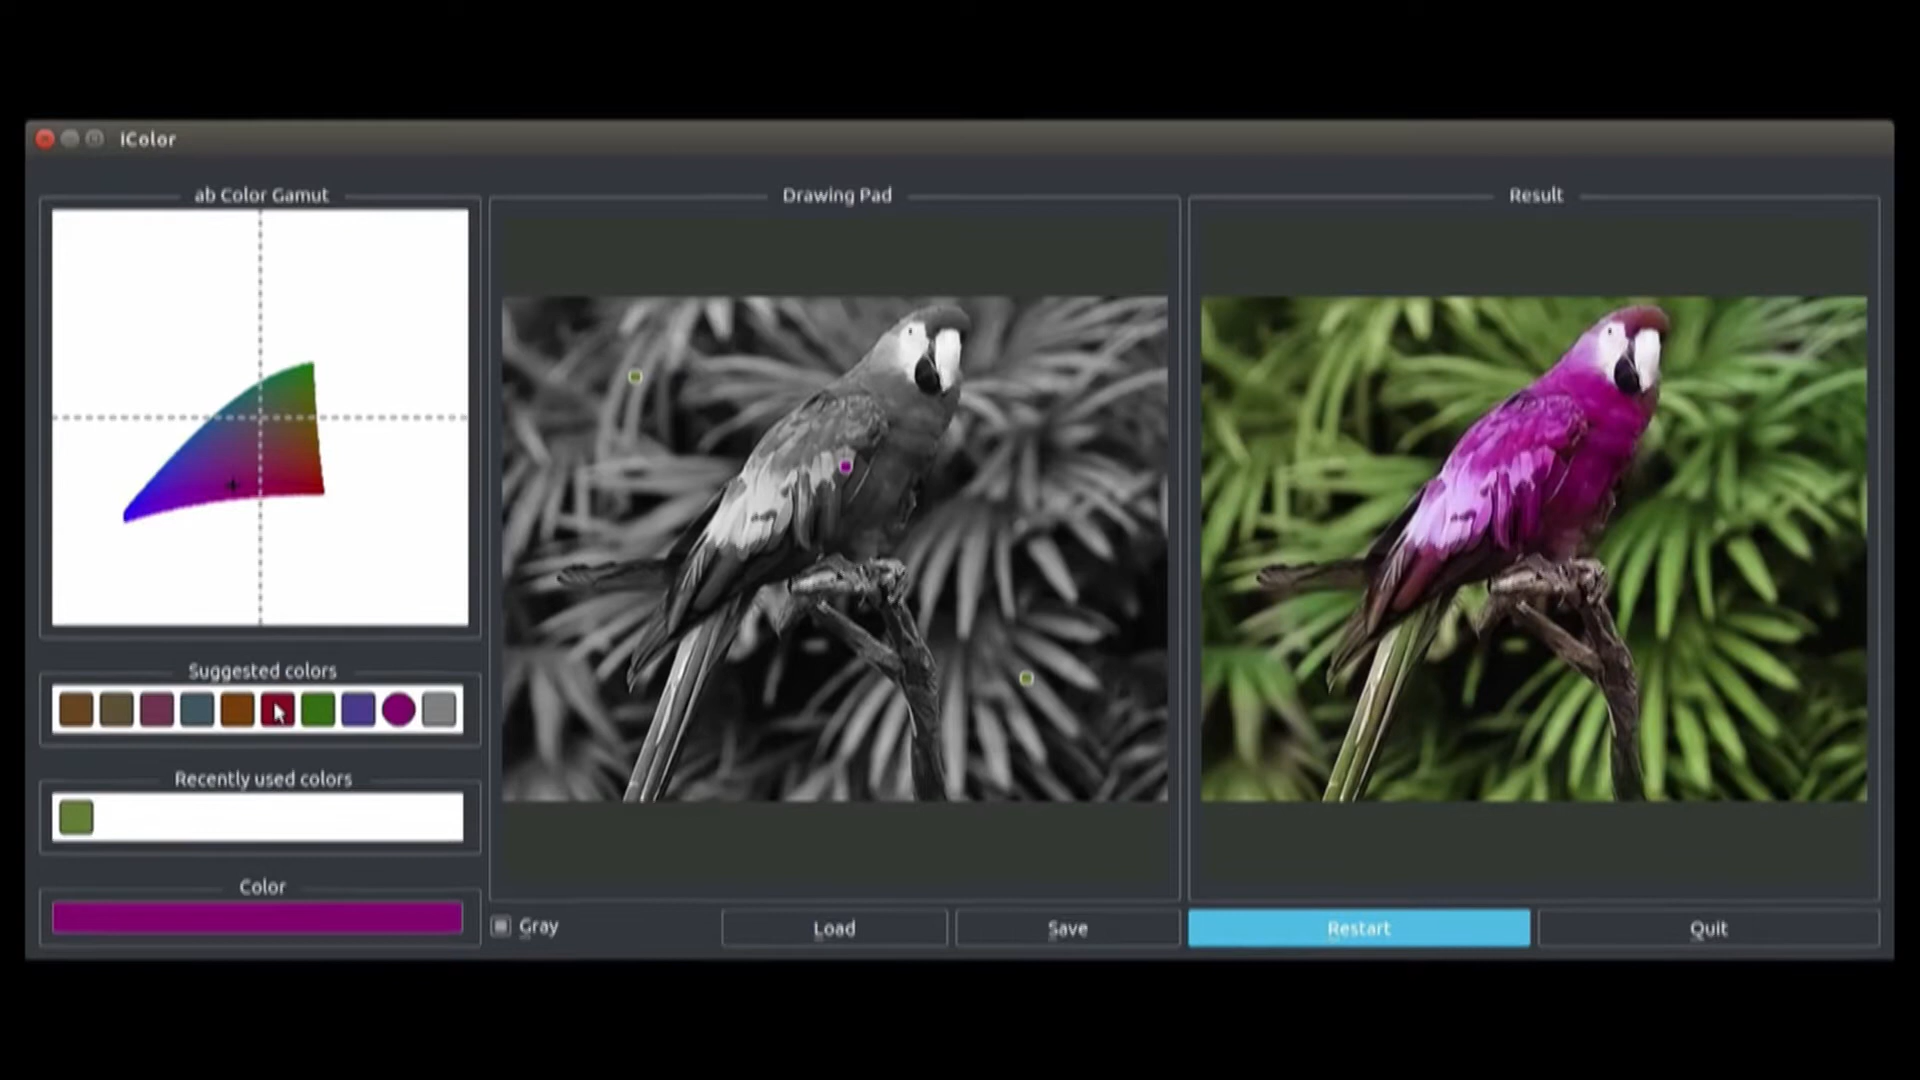 iColor
ab Color Gamut
Drawing Pad
Result
Suggested colors
Recently used colors
Color
Gray
Load
Save
Restart
Quit